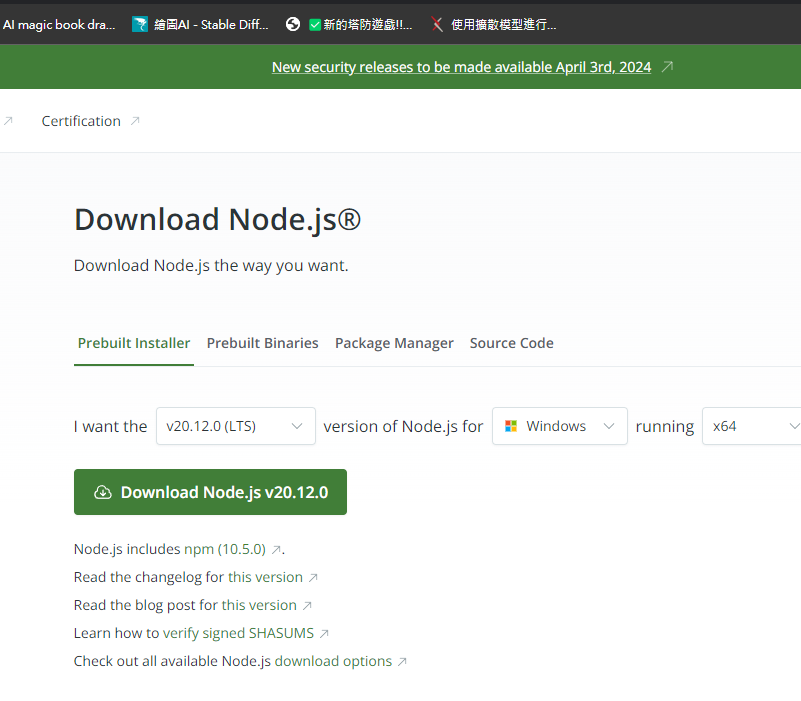 AI magic book dra... 繪圖AI - Stable Diff... ✅新的塔防遊戲!!... 使用擴散模型進行...
New security releases to be made available April 3rd, 2024 ↗
↗ Certification ↗
Download Node.js®
Download Node.js the way you want.
Prebuilt Installer Prebuilt Binaries Package Manager Source Code
I want the v20.12.0 (LTS) version of Node.js for Windows running x64
Download Node.js v20.12.0
Node.js includes npm (10.5.0) ↗.
Read the changelog for this version ↗
Read the blog post for this version ↗
Learn how to verify signed SHASUMS ↗
Check out all available Node.js download options ↗